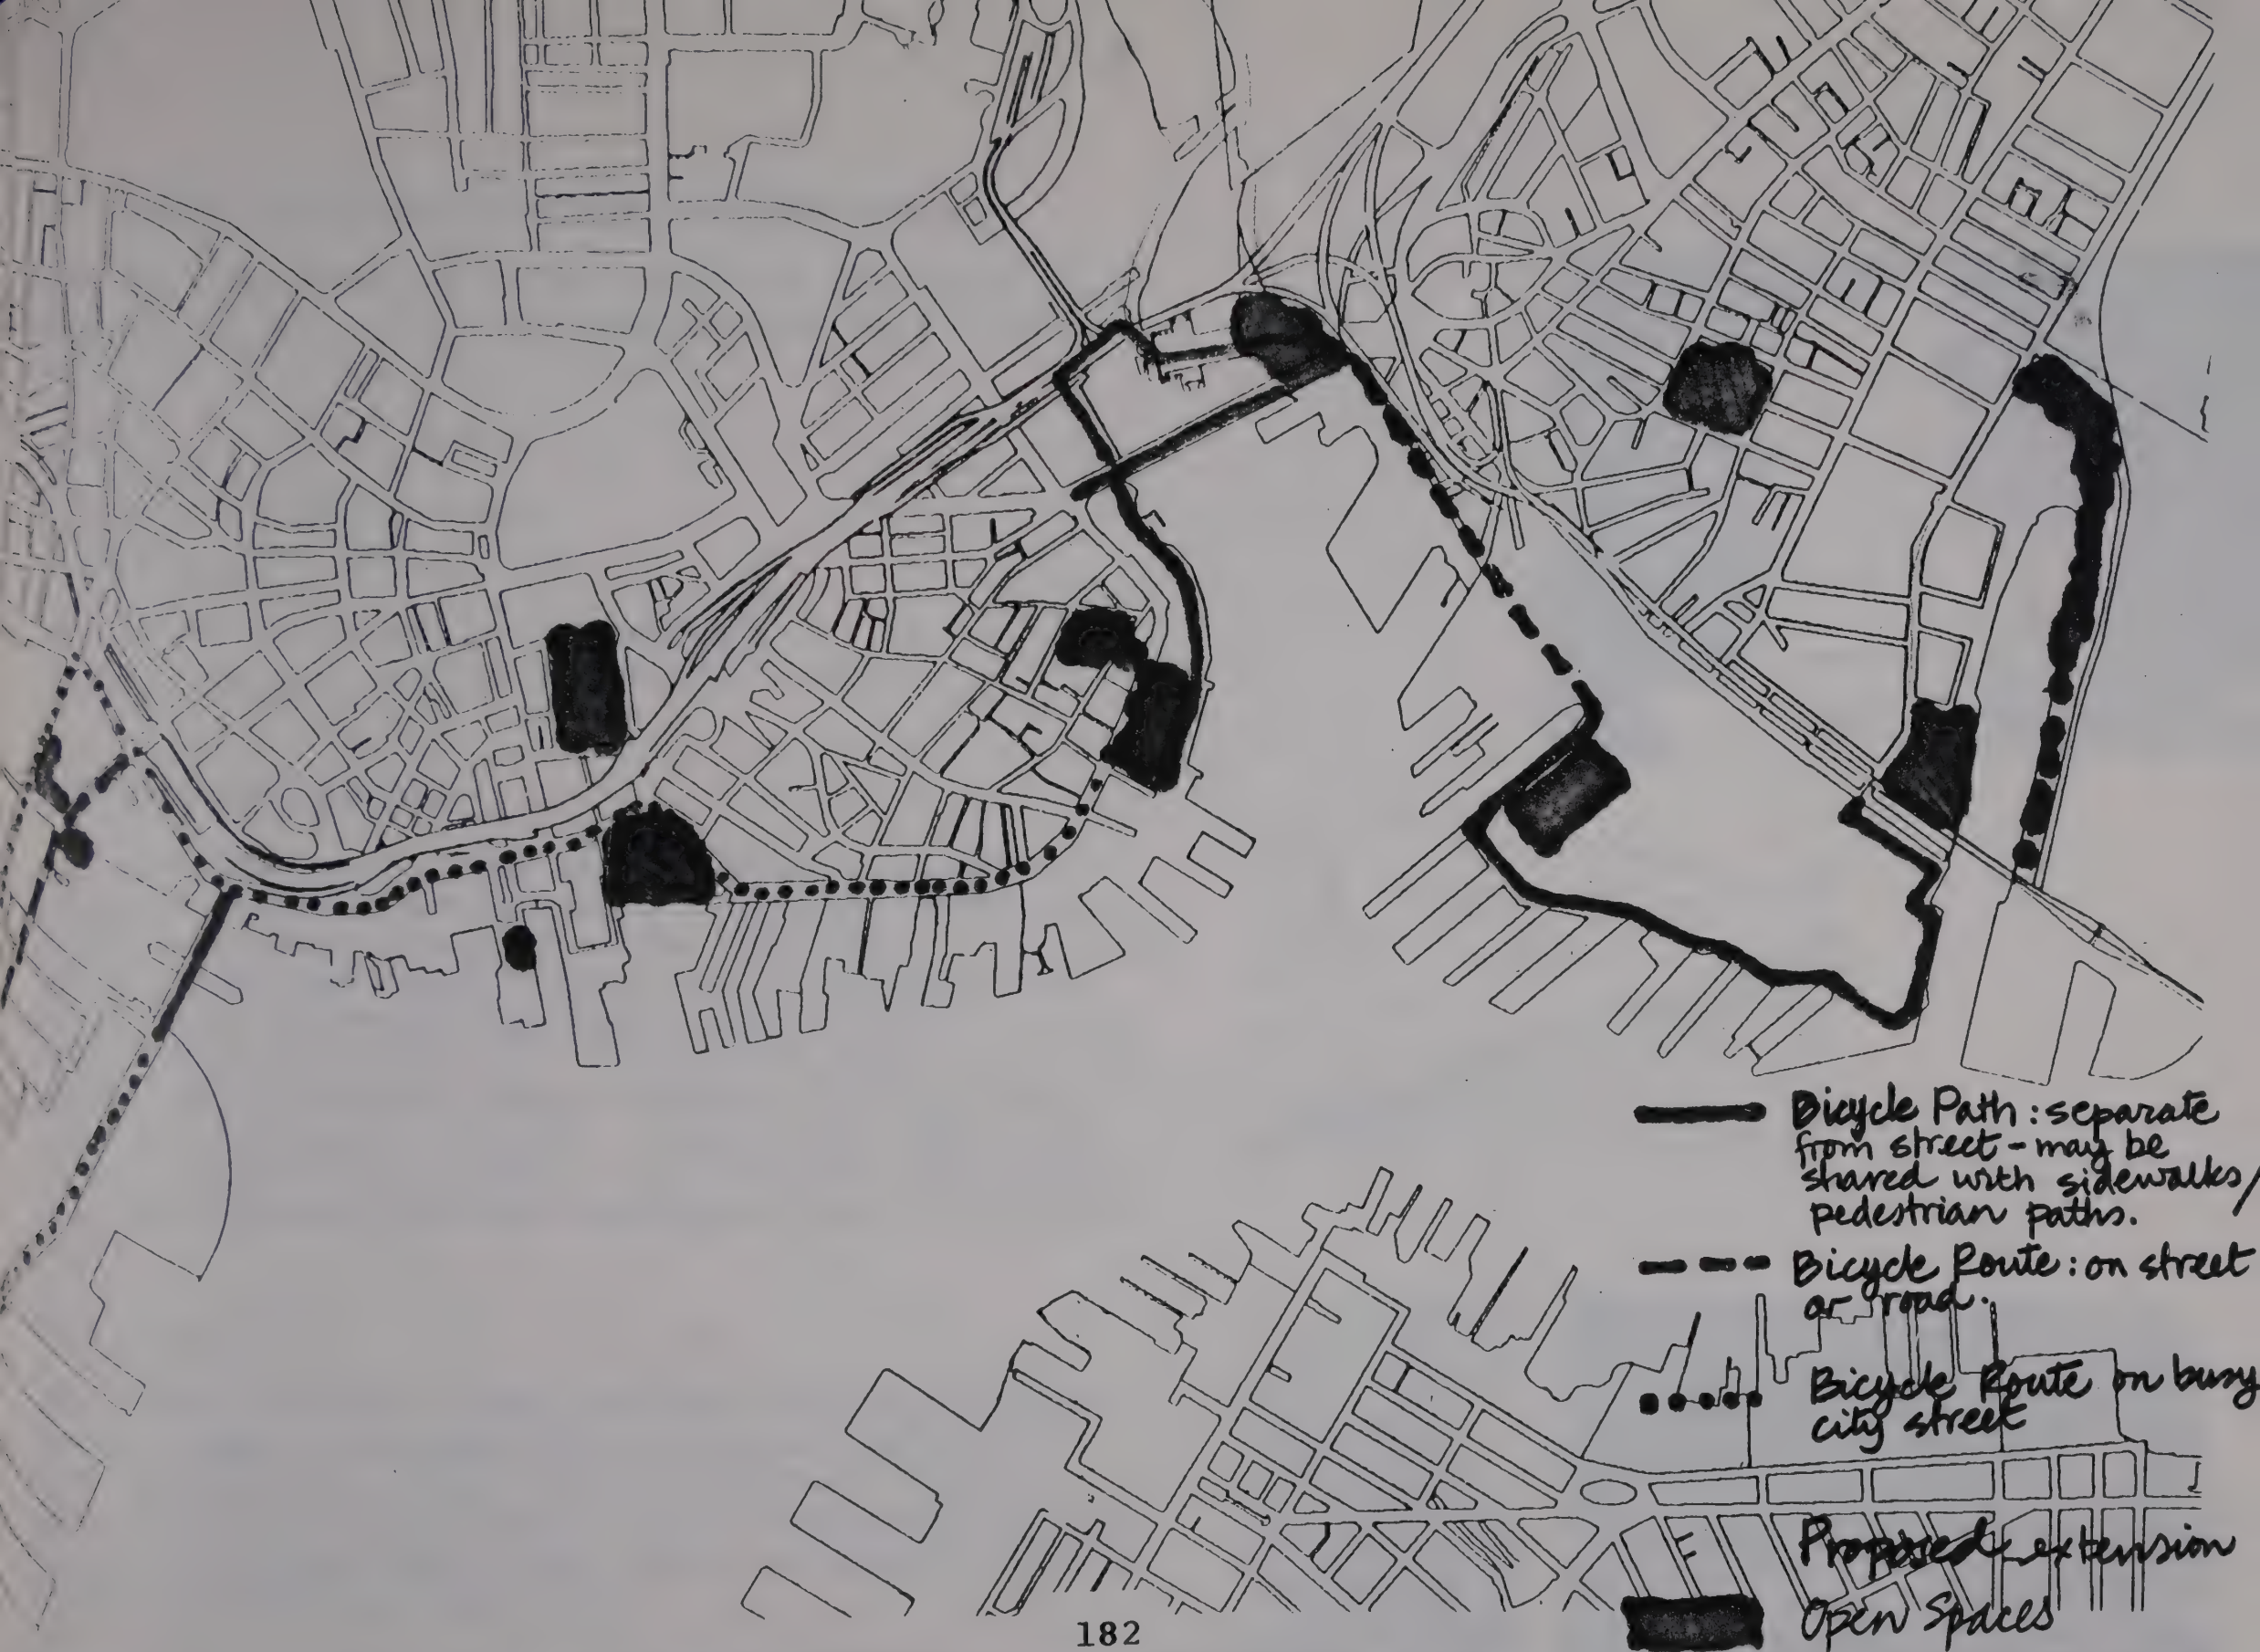 Bicycle Path : separate
from street - may be
shared with sidewalks/
pedestrian paths.
Bicycle Route : on street
or road.
Bicycle Route on busy
city street
Proposed extension
Open Spaces
182